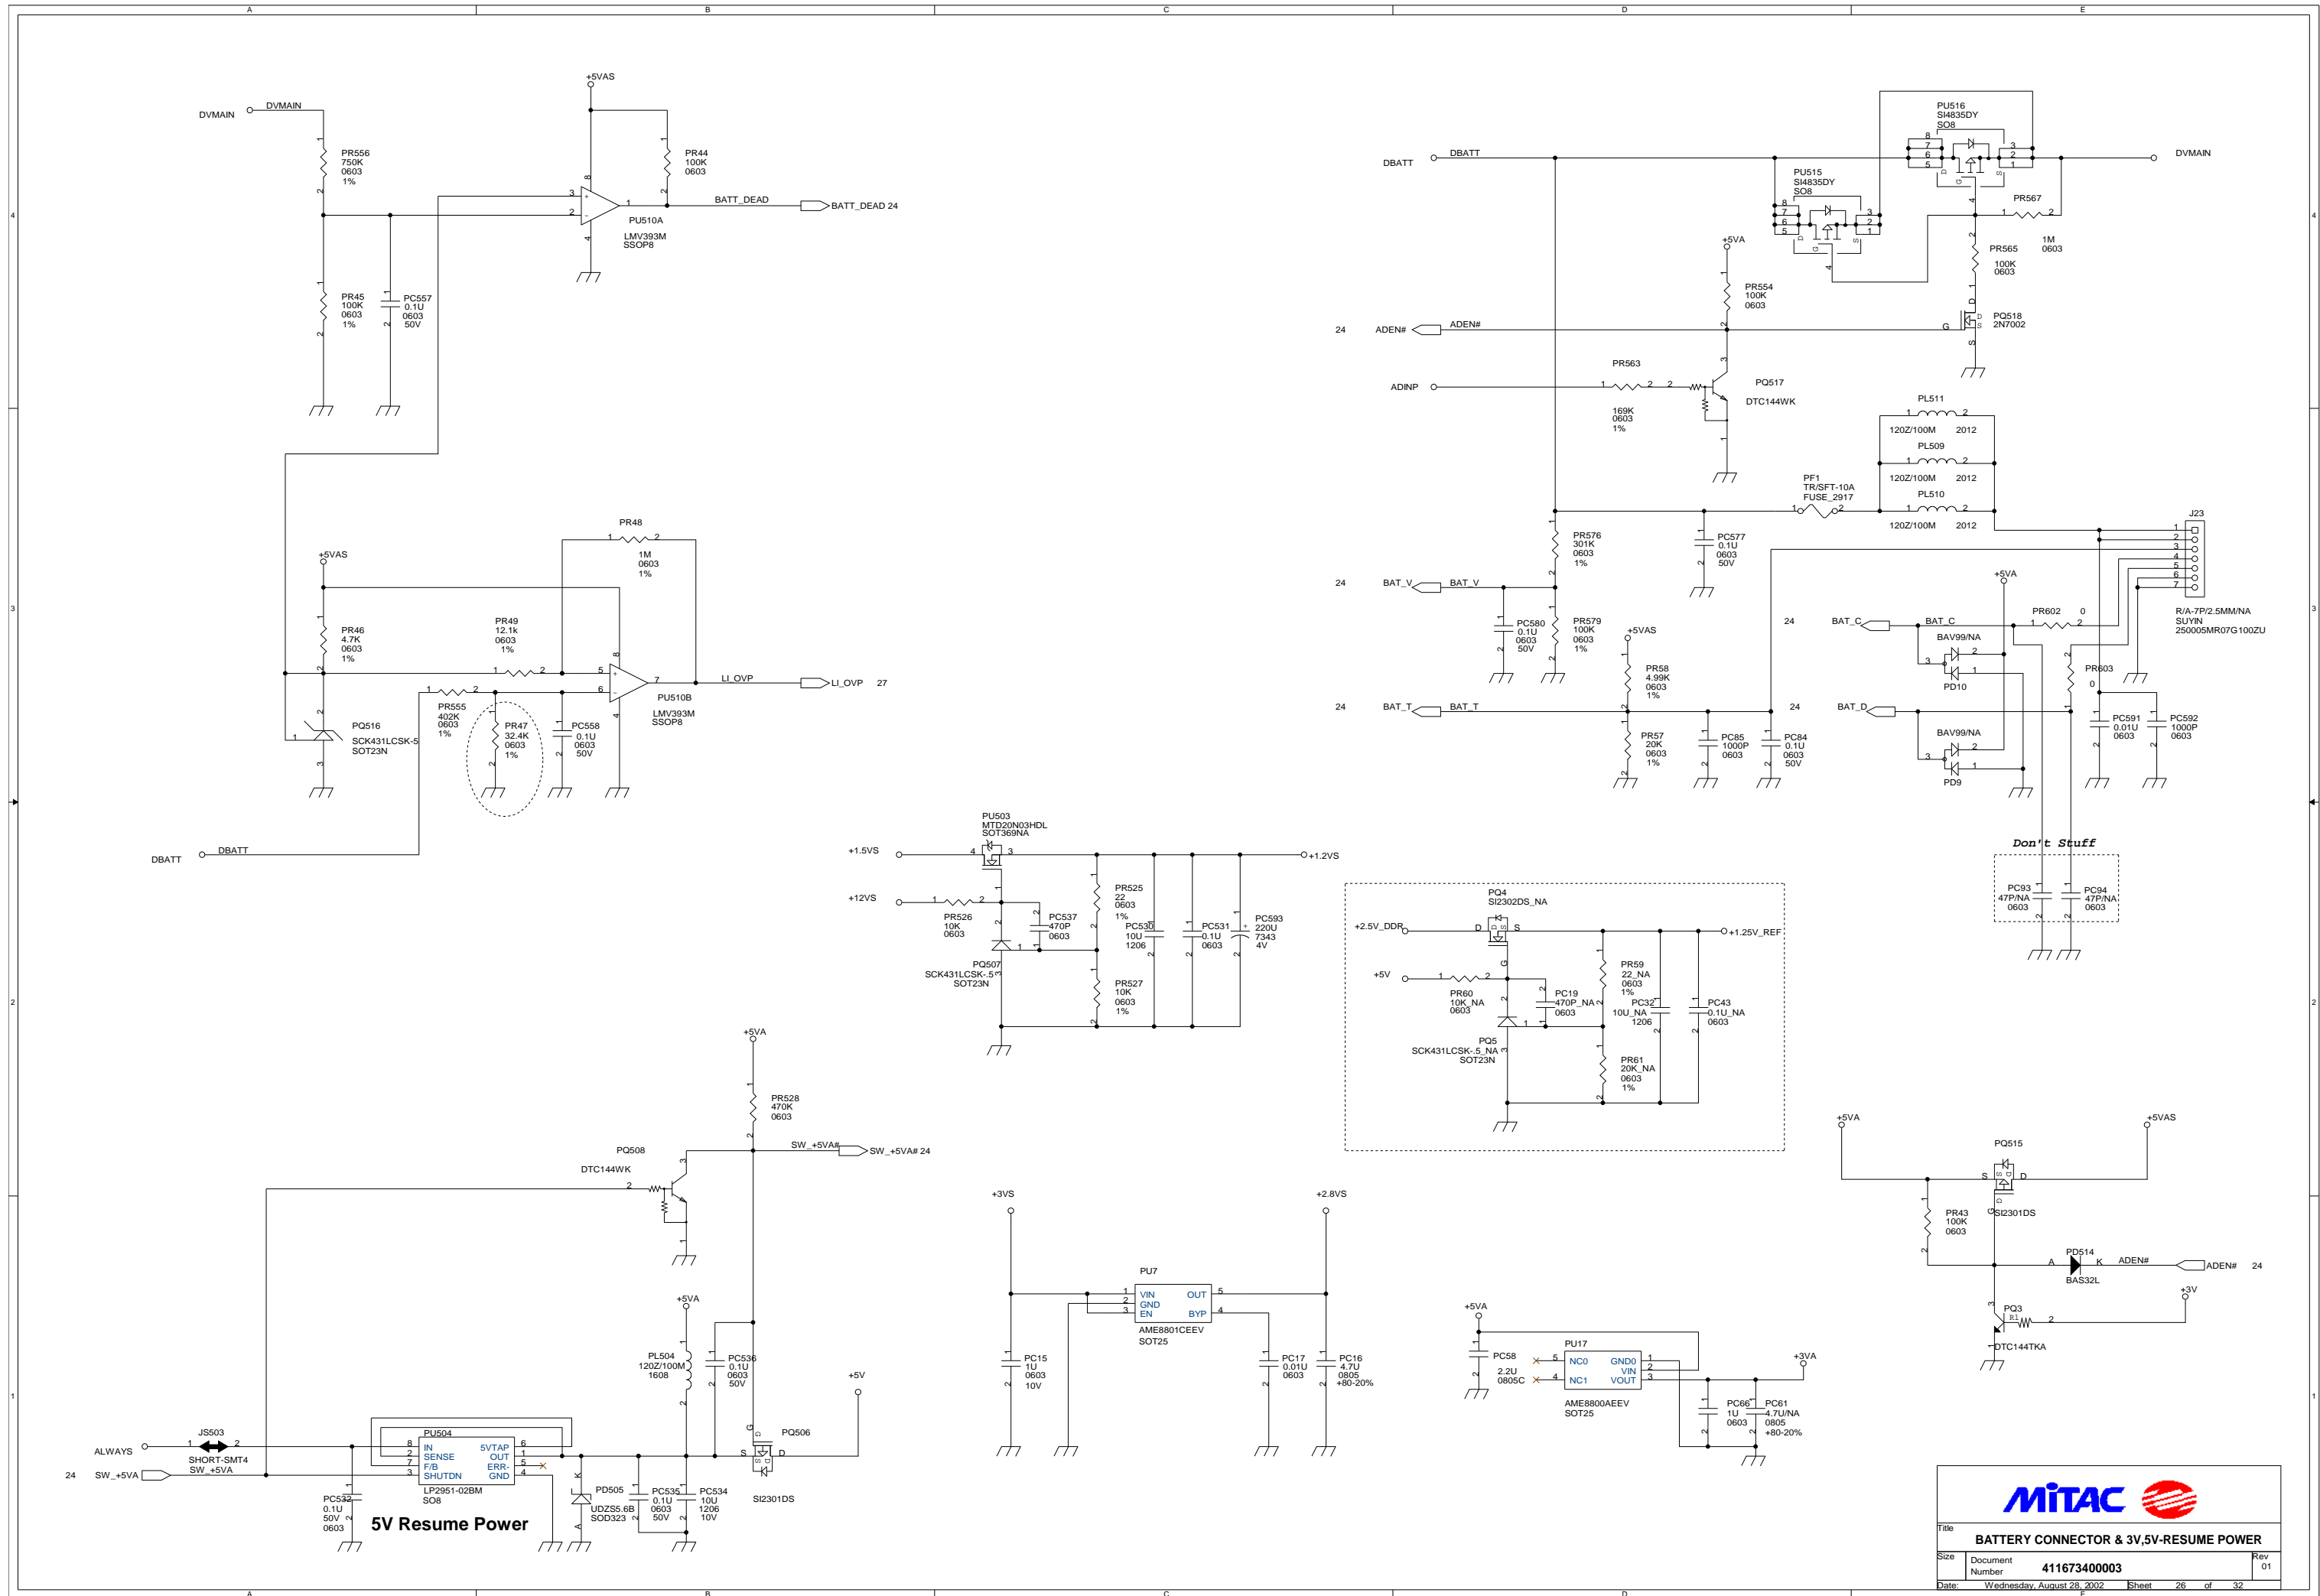 A B C D E
+5VAS
DVMAIN DVMAIN
PR556
750K
0603
1%
PR44
100K
0603
BATT_DEAD BATT_DEAD 24
PU510A
LMV393M
SSOP8
PR45
100K
0603
1%
PC557
0.1U
0603
50V
PR48
1M
0603
1%
+5VAS
PR46
4.7K
0603
1%
PR49
12.1k
0603
1%
LI_OVP LI_OVP 27
PU510B
LMV393M
SSOP8
PR555
402K
0603
1%
PR47
32.4K
0603
1%
PC558
0.1U
0603
50V
PQ516
SCK431LCSK-5
SOT23N
DBATT DBATT
DBATT DBATT
PU516
SI4835DY
SO8
DVMAIN
PU515
SI4835DY
SO8
PR567
1M
0603
PR565
100K
0603
+5VA
PR554
100K
0603
24 ADEN# ADEN#
PQ518
2N7002
ADINP
PR563
169K
0603
1%
PQ517
DTC144WK
PL511
120Z/100M 2012
PL509
120Z/100M 2012
PL510
120Z/100M 2012
PF1
TR/SFT-10A
FUSE_2917
J23
R/A-7P/2.5MM/NA
SUYIN
250005MR07G100ZU
PR576
301K
0603
1%
PC577
0.1U
0603
50V
24 BAT_V BAT_V
PC580
0.1U
0603
50V
PR579
100K
0603
1%
+5VAS
PR58
4.99K
0603
1%
24 BAT_T BAT_T
PR57
20K
0603
1%
PC85
1000P
0603
PC84
0.1U
0603
50V
+5VA
24 BAT_C BAT_C
PR602 0
BAV99/NA
PD10
PR603
0
24 BAT_D
BAV99/NA
PD9
PC591
0.01U
0603
PC592
1000P
0603
Don't Stuff
PC93
47P/NA
0603
PC94
47P/NA
0603
PU503
MTD20N03HDL
SOT369NA
+1.5VS +1.2VS
+12VS
PR526
10K
0603
PC537
470P
0603
PR525
22
0603
1%
PC530
10U
1206
PC531
0.1U
0603
PC593
220U
7343
4V
PQ507
SCK431LCSK-.5
SOT23N
PR527
10K
0603
1%
PQ4
SI2302DS_NA
+2.5V_DDR +1.25V_REF
+5V
PR60
10K_NA
0603
PC19
470P_NA
0603
PR59
22_NA
0603
1%
PC32
10U_NA
1206
PC43
0.1U_NA
0603
PQ5
SCK431LCSK-.5_NA
SOT23N
PR61
20K_NA
0603
1%
+5VA
PR528
470K
0603
PQ508
DTC144WK
SW_+5VA# SW_+5VA# 24
+5VA
PL504
120Z/100M
1608
PC536
0.1U
0603
50V
+5V
PQ506
SI2301DS
ALWAYS
JS503
SHORT-SMT4
24 SW_+5VA SW_+5VA
PU504
8 IN 5VTAP 6
2 SENSE OUT 1
7 F/B ERR- 5
3 SHUTDN GND 4
LP2951-02BM
SO8
PC532
0.1U
50V
0603
5V Resume Power
PD505
UDZS5.6B
SOD323
PC535
0.1U
0603
50V
PC534
10U
1206
10V
+3VS +2.8VS
PU7
1 VIN OUT 5
2 GND
3 EN BYP 4
AME8801CEEV
SOT25
PC15
1U
0603
10V
PC17
0.01U
0603
PC16
4.7U
0805
+80-20%
+5VA
PC58
2.2U
0805C
PU17
5 NC0 GND0 1
VIN 2
4 NC1 VOUT 3
AME8800AEEV
SOT25
+3VA
PC66
1U
0603
PC61
4.7U/NA
0805
+80-20%
+5VA +5VAS
PQ515
SI2301DS
PR43
100K
0603
PD514
BAS32L
A K ADEN# ADEN# 24
+3V
PQ3
R1
DTC144TKA
MiTAC
Title
BATTERY CONNECTOR & 3V,5V-RESUME POWER
Size Document Number 411673400003 Rev 01
Date: Wednesday, August 28, 2002 Sheet 26 of 32
A B C D E